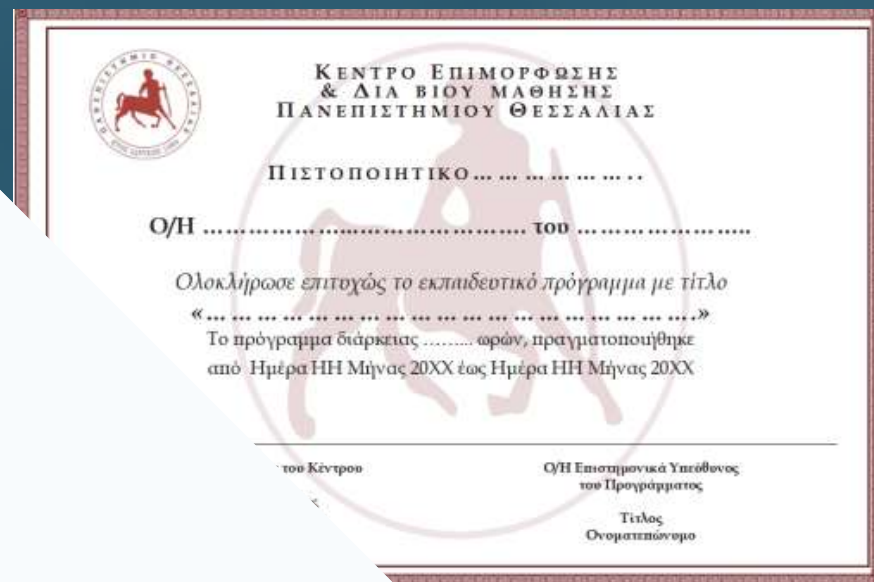 ΠΑΝΕΠΙΣΤΗΜΙΟ ΘΕΣΣΑΛΙΑΣ
ΚΕΝΤΡΟ ΕΠΙΜΟΡΦΩΣΗΣ
& ΔΙΑ ΒΙΟΥ ΜΑΘΗΣΗΣ
ΠΑΝΕΠΙΣΤΗΜΙΟΥ ΘΕΣΣΑΛΙΑΣ
ΠΙΣΤΟΠΟΙΗΤΙΚΟ... ... ... ... ... ... . .
Ο/Η ………………………………… του …………………..
Ολοκλήρωσε επιτυχώς το εκπαιδευτικό πρόγραμμα με τίτλο
«... ... ... ... ... ... ... ... ... ... ... ... ... ... ... ... ... ... ... ….»
Το πρόγραμμα διάρκειας ……... ωρών, πραγματοποιήθηκε
από Ημέρα ΗΗ Μήνας 20ΧΧ έως Ημέρα ΗΗ Μήνας 20ΧΧ
του Κέντρου
Ο/Η Επιστημονικά Υπεύθυνος
του Προγράμματος
Τίτλος
Ονοματεπώνυμο